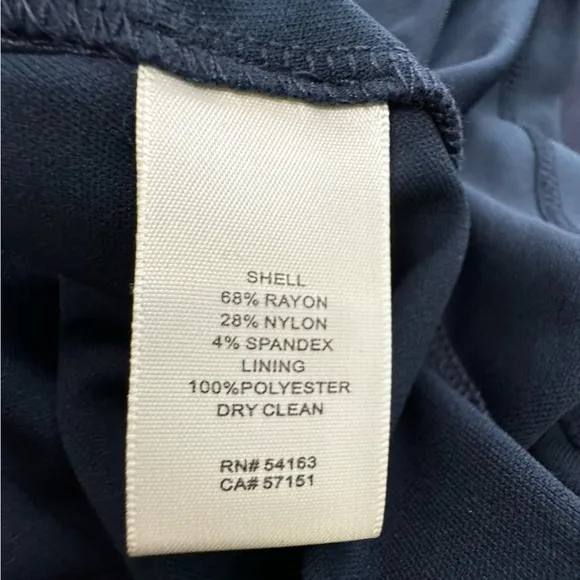 SHELL
68% RAYON
28% NYLON
4% SPANDEX
LINING
100%POLYESTER
DRY CLEAN
RN# 54163
CA# 57151